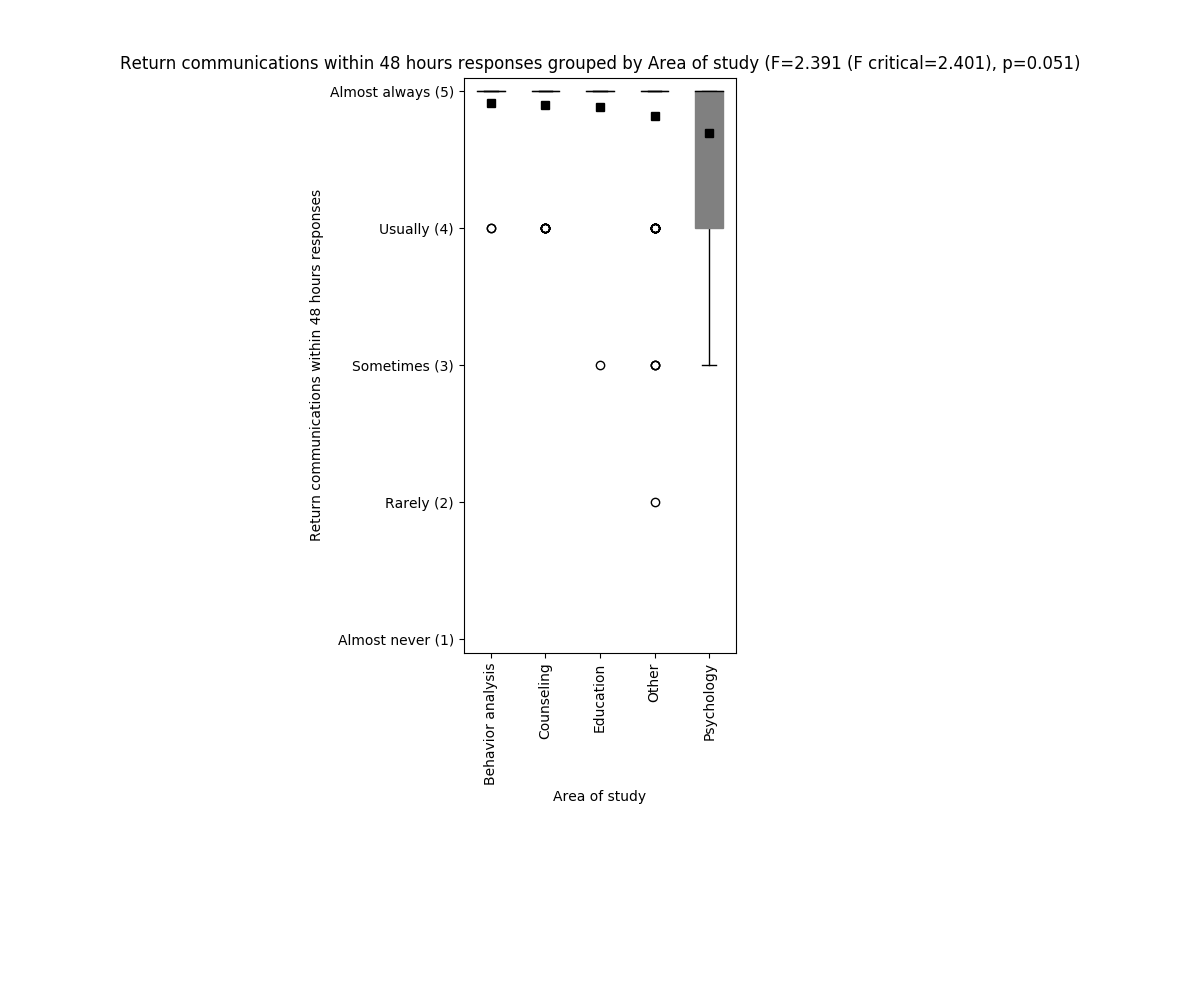 Return communications within 48 hours responses grouped by Area of study (F=2.391 (F critical=2.401), p=0.051)
Return communications within 48 hours responses
Almost always (5)
Usually (4)
Sometimes (3)
Rarely (2)
Almost never (1)
Behavior analysis
Counseling
Education
Other
Psychology
Area of study